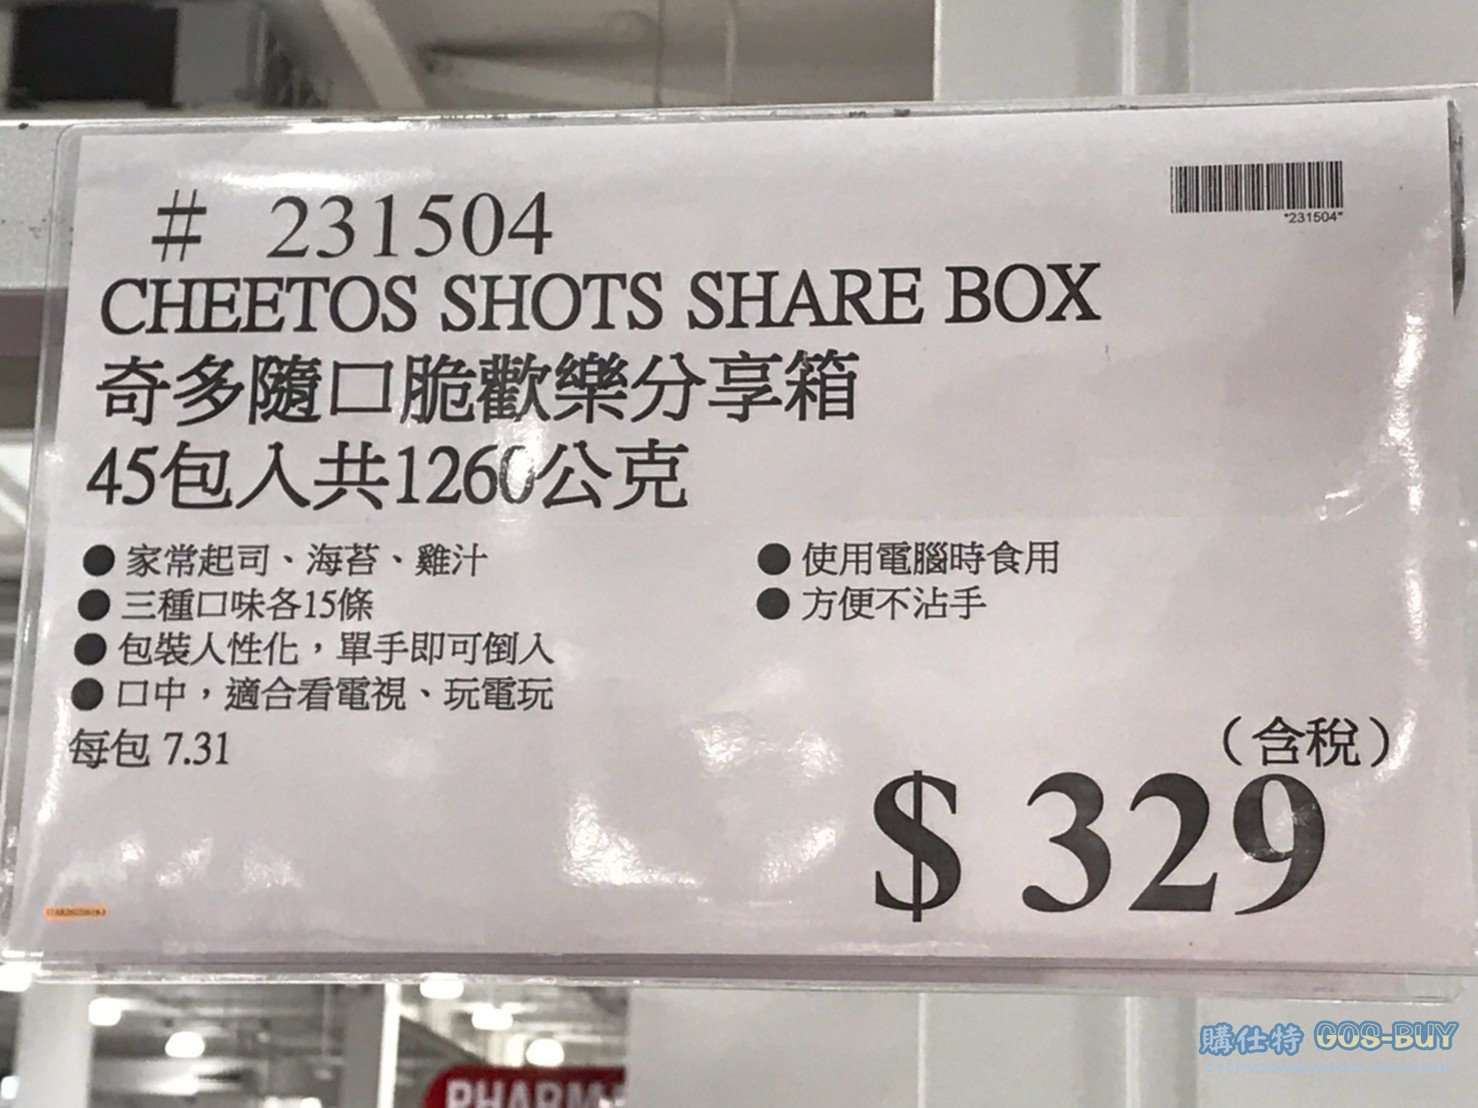 # 231504
"231504"
CHEETOS SHOTS SHARE BOX
奇多隨口脆歡樂分享箱
45包入共1260公克
● 家常起司、海苔、雞汁
● 三種口味各15條
● 包裝人性化，單手即可倒入
● 口中，適合看電視、玩電玩
● 使用電腦時食用
● 方便不沾手
每包 7.31
（含稅）
$ 329
購仕特 GOS-BUY